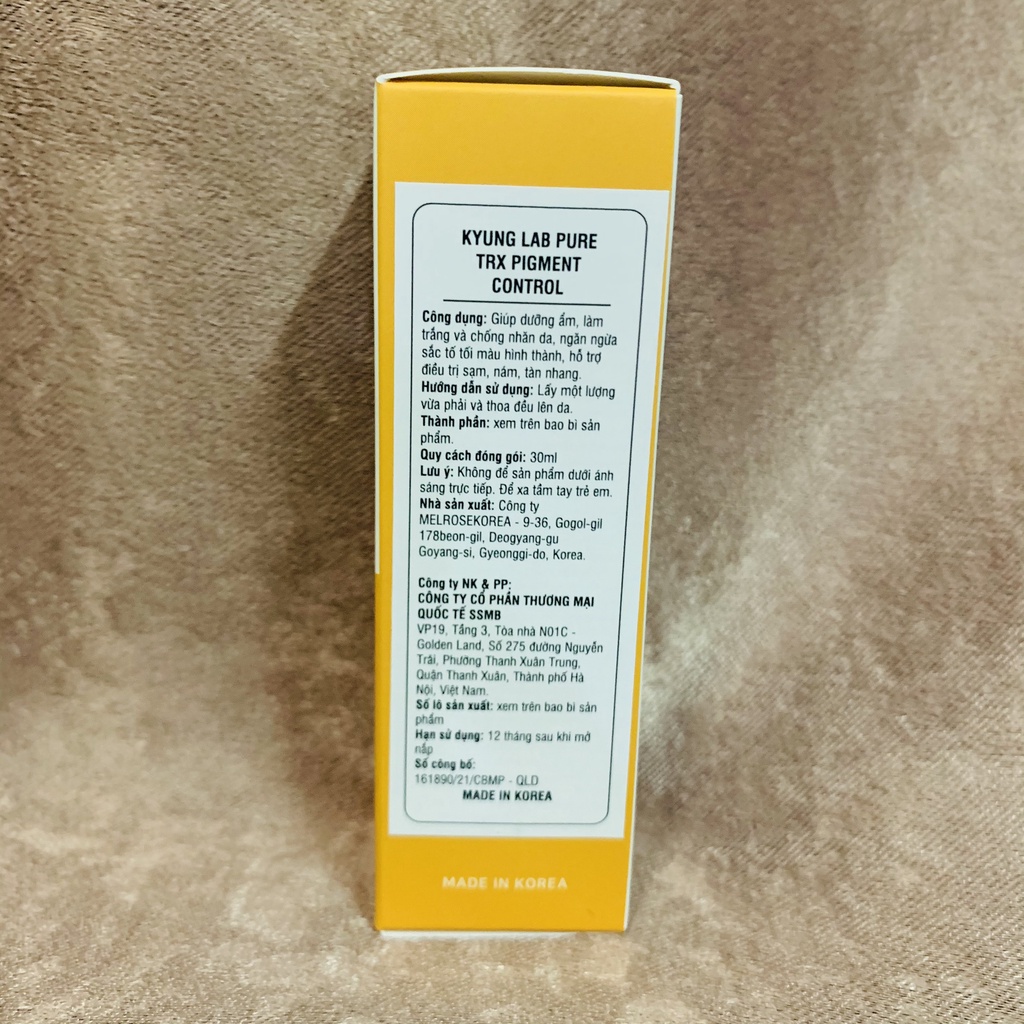 KYUNG LAB PURE
TRX PIGMENT
CONTROL
Công dụng: Giúp dưỡng ẩm, làm
trắng và chống nhăn da, ngăn ngừa
sắc tố tối màu hình thành, hỗ trợ
điều trị sạm, nám, tàn nhang.
Hướng dẫn sử dụng: Lấy một lượng
vừa phải và thoa đều lên da.
Thành phần: xem trên bao bì sản
phẩm.
Quy cách đóng gói: 30ml
Lưu ý: Không để sản phẩm dưới ánh
sáng trực tiếp. Để xa tầm tay trẻ em.
Nhà sản xuất: Công ty
MELROSEKOREA - 9-36, Gogol-gil
178beon-gil, Deogyang-gu
Goyang-si, Gyeonggi-do, Korea.
Công ty NK & PP:
CÔNG TY CỔ PHẦN THƯƠNG MẠI
QUỐC TẾ SSMB
VP19, Tầng 3, Tòa nhà N01C -
Golden Land, Số 275 đường Nguyễn
Trãi, Phường Thanh Xuân Trung,
Quận Thanh Xuân, Thành phố Hà
Nội, Việt Nam.
Số lô sản xuất: xem trên bao bì sản
phẩm
Hạn sử dụng: 12 tháng sau khi mở
nắp
Số công bố:
161890/21/CBMP - QLD
MADE IN KOREA
MADE IN KOREA